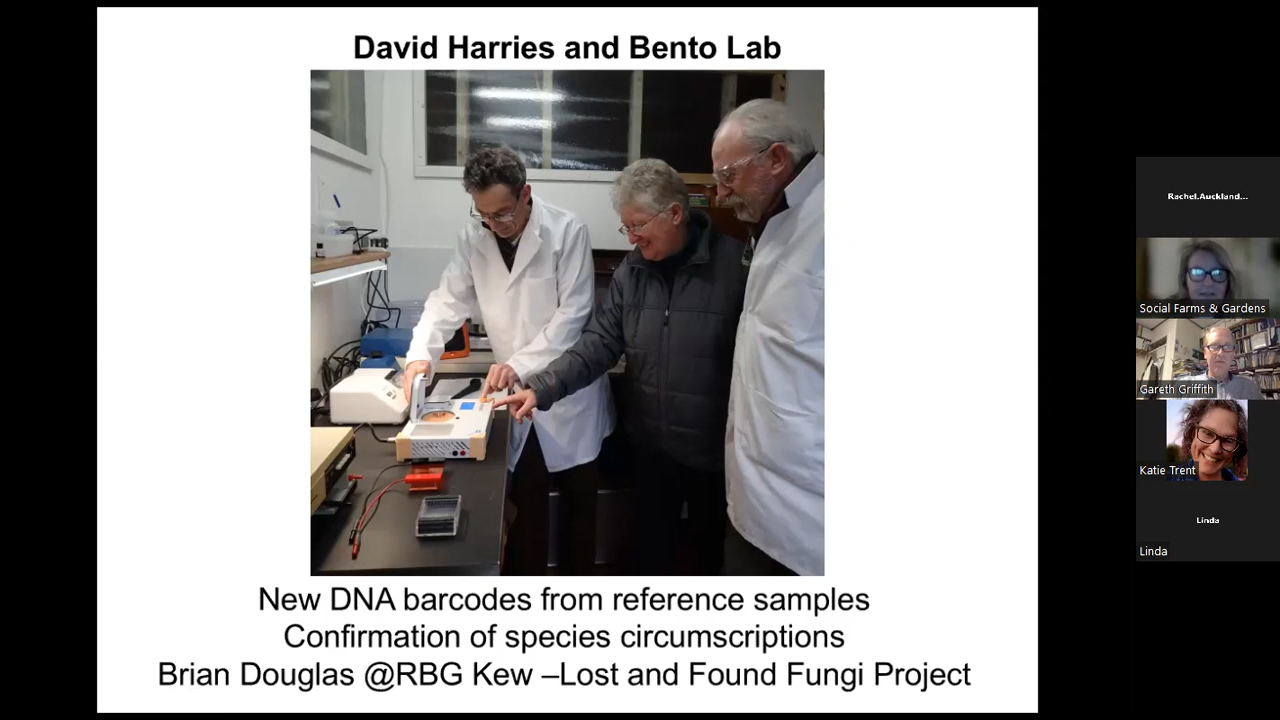 David Harries and Bento Lab
New DNA barcodes from reference samples
Confirmation of species circumscriptions
Brian Douglas @RBG Kew –Lost and Found Fungi Project
Rachel.Auckland...
Social Farms & Gardens
Gareth Griffith
Katie Trent
Linda
Linda